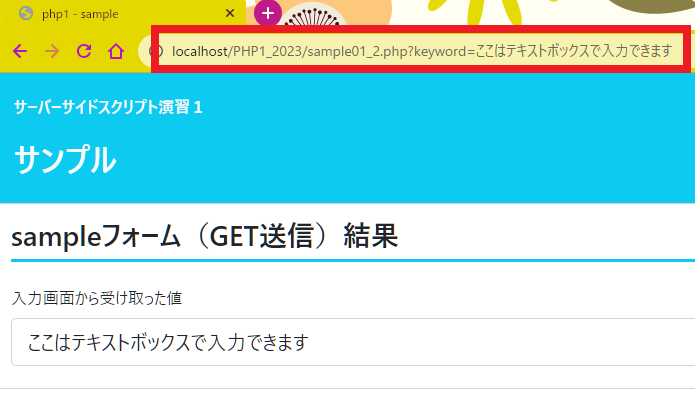 php1 - sample
localhost/PHP1_2023/sample01_2.php?keyword=ここはテキストボックスで入力できます
サーバーサイドスクリプト演習１
サンプル
sampleフォーム（GET送信）結果
入力画面から受け取った値
ここはテキストボックスで入力できます